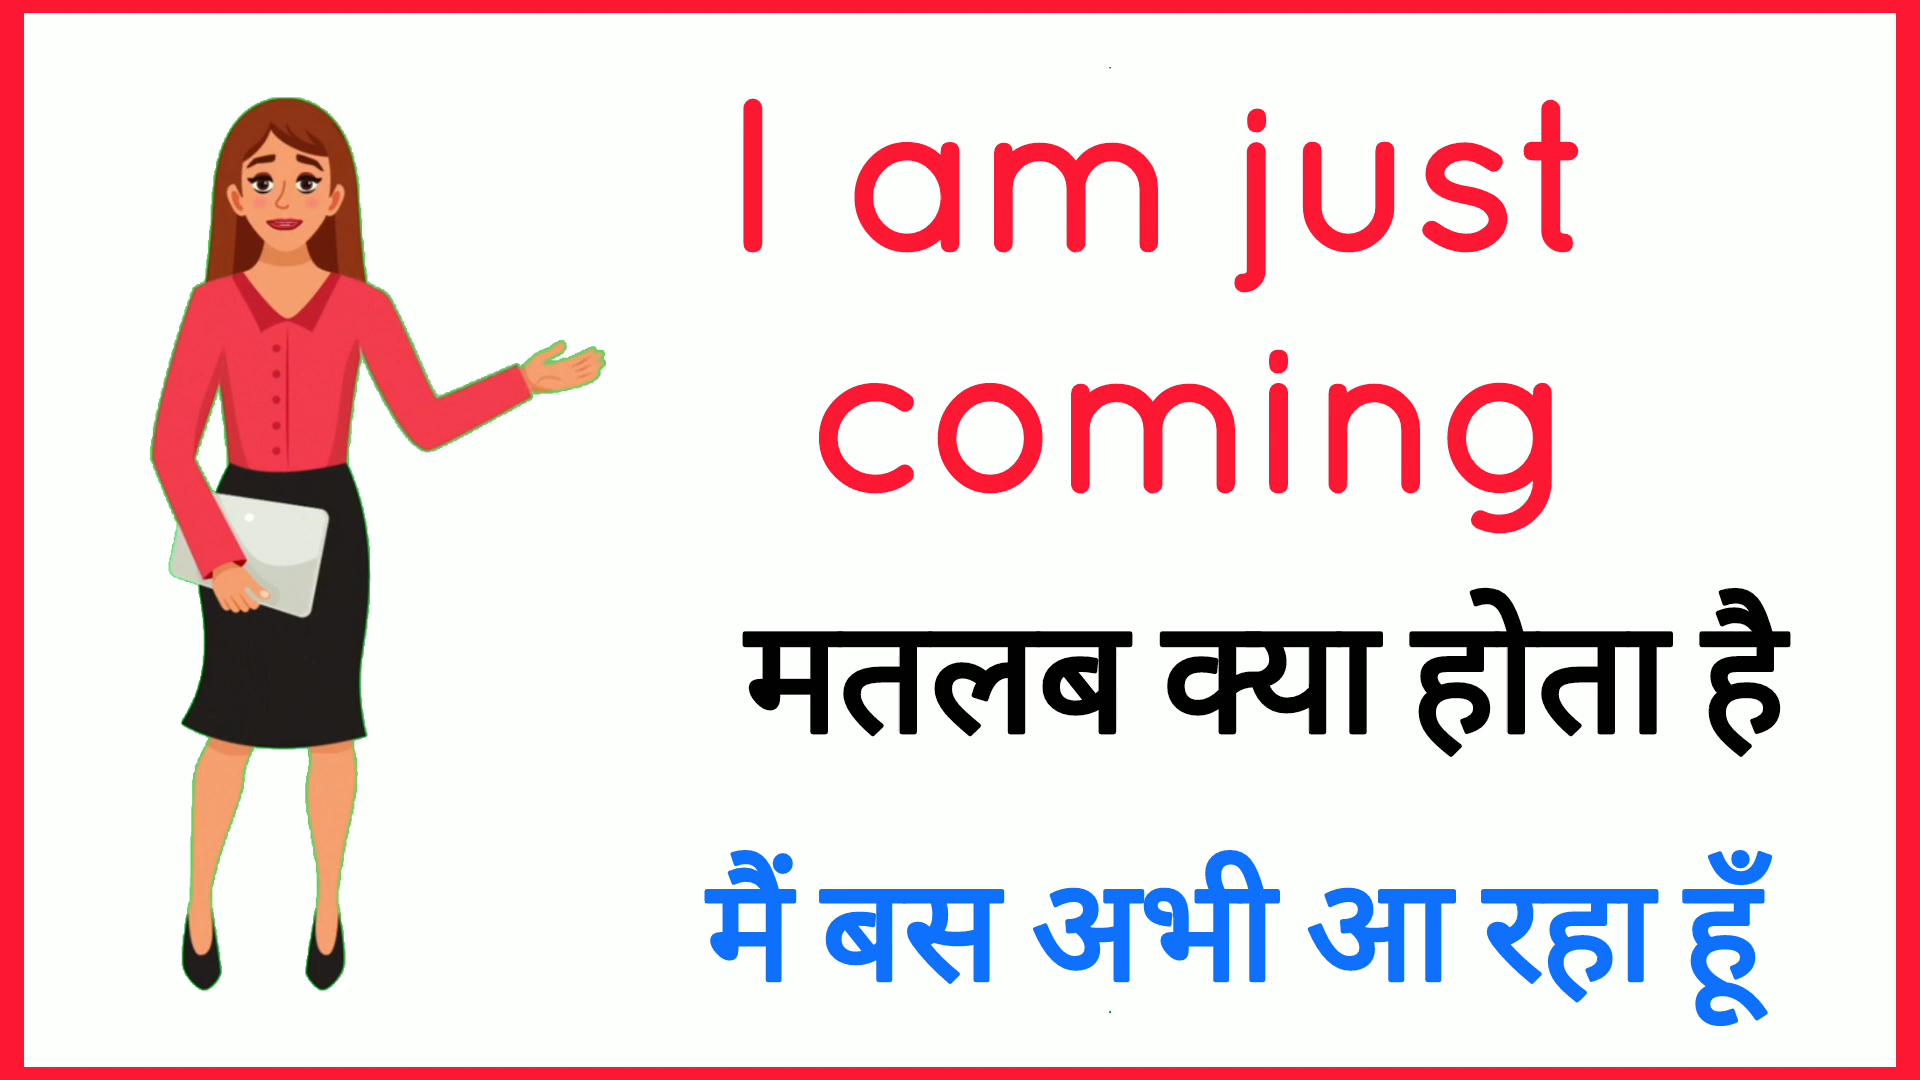 I am just
coming
मतलब क्या होता है
मैं बस अभी आ रहा हूँ